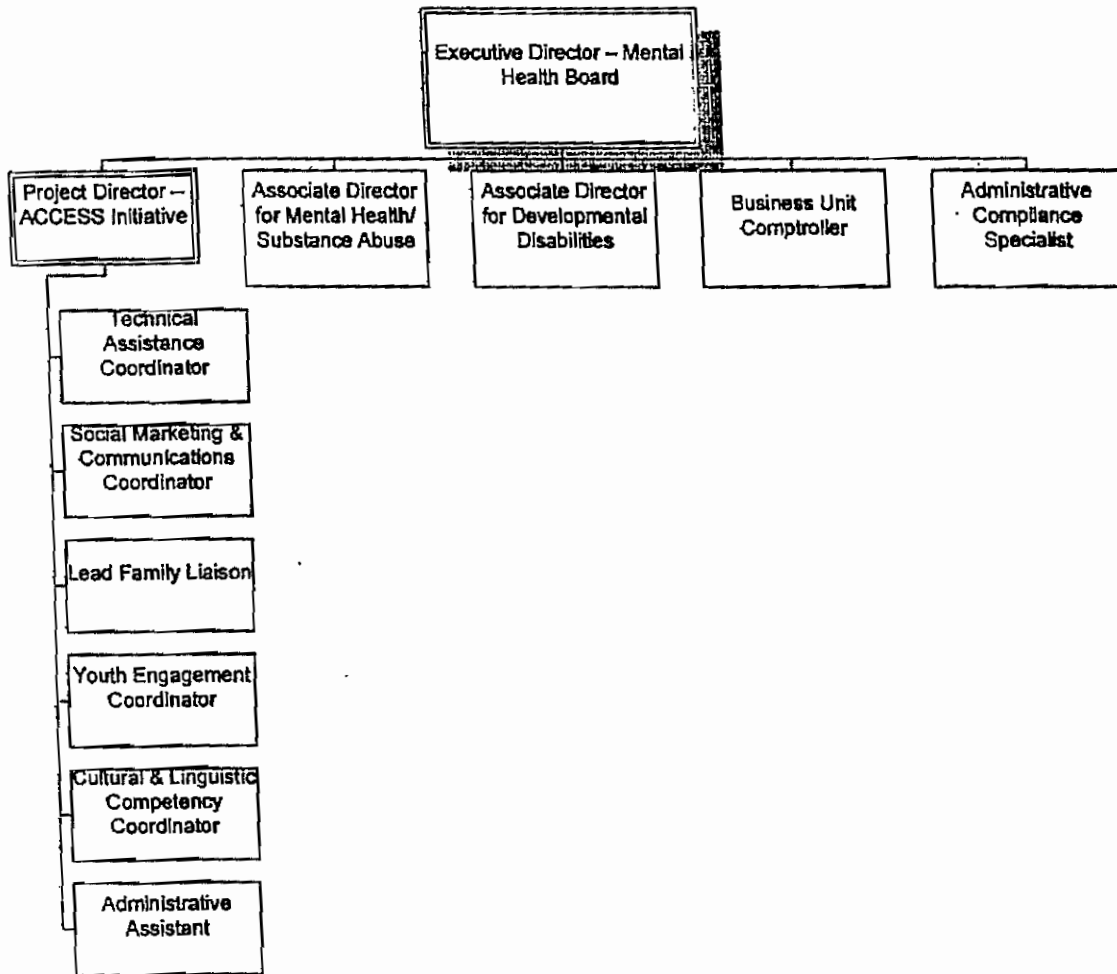 Executive Director – Mental
Health Board
Project Director –
ACCESS Initiative
Associate Director
for Mental Health/
Substance Abuse
Associate Director
for Developmental
Disabilities
Business Unit
Comptroller
Administrative
Compliance
Specialist
Technical
Assistance
Coordinator
Social Marketing &
Communications
Coordinator
Lead Family Liaison
Youth Engagement
Coordinator
Cultural & Linguistic
Competency
Coordinator
Administrative
Assistant